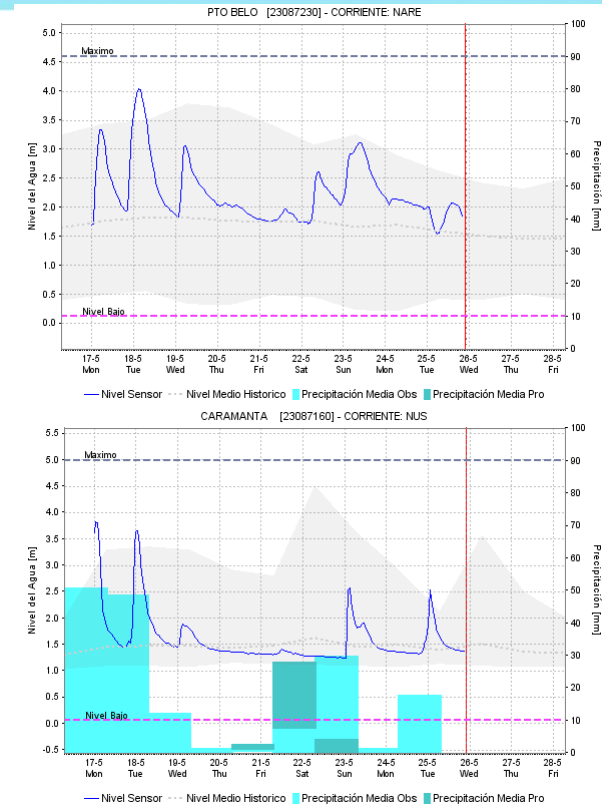 PTO BELO [23087230] - CORRIENTE: NARE
5.0
4.5
4.0
3.5
3.0
2.5
2.0
1.5
1.0
0.5
0.0
Nivel del Agua [m]
Maximo
Nivel Bajo
100
90
80
70
60
50
40
30
20
10
0
Precipitación [mm]
17-5 18-5 19-5 20-5 21-5 22-5 23-5 24-5 25-5 26-5 27-5 28-5
Mon Tue Wed Thu Fri Sat Sun Mon Tue Wed Thu Fri
Nivel Sensor Nivel Medio Historico Precipitación Media Obs Precipitación Media Pro
CARAMANTA [23087160] - CORRIENTE: NUS
5.5
5.0
4.5
4.0
3.5
3.0
2.5
2.0
1.5
1.0
0.5
0.0
-0.5
Nivel del Agua [m]
Maximo
Nivel Bajo
100
90
80
70
60
50
40
30
20
10
0
Precipitación [mm]
17-5 18-5 19-5 20-5 21-5 22-5 23-5 24-5 25-5 26-5 27-5 28-5
Mon Tue Wed Thu Fri Sat Sun Mon Tue Wed Thu Fri
Nivel Sensor Nivel Medio Historico Precipitación Media Obs Precipitación Media Pro